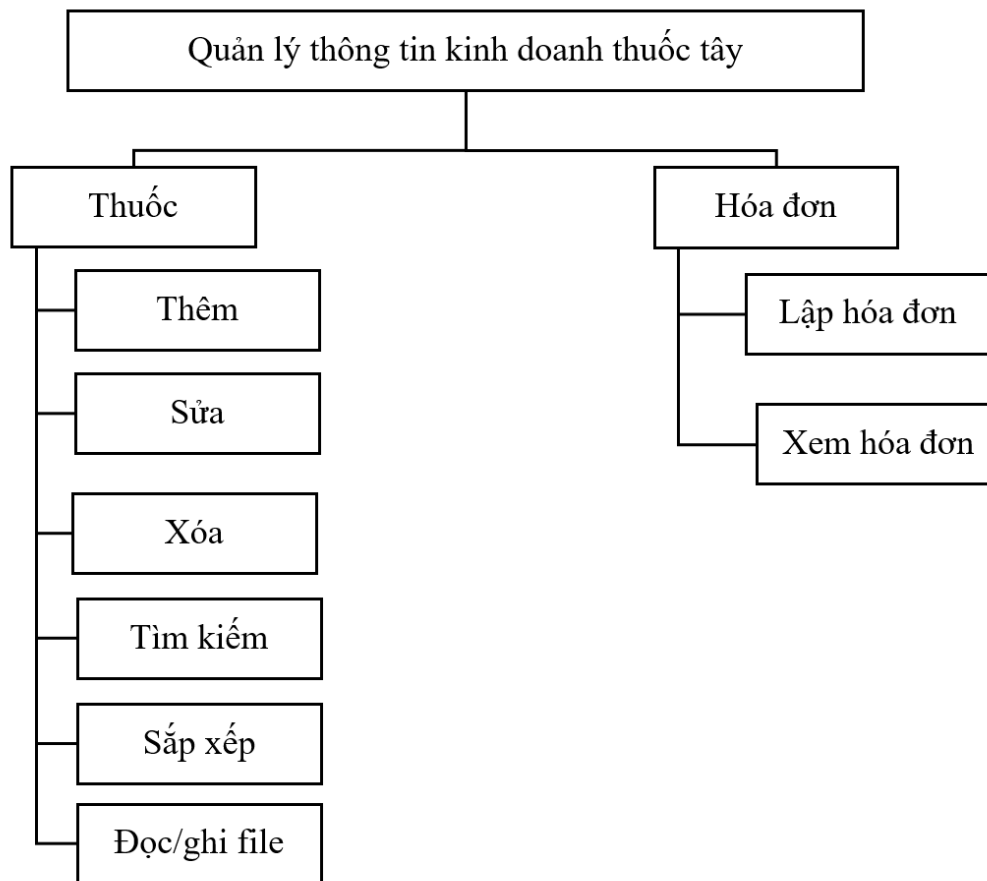 Quản lý thông tin kinh doanh thuốc tây
Thuốc
Thêm
Sửa
Xóa
Tìm kiếm
Sắp xếp
Đọc/ghi file
Hóa đơn
Lập hóa đơn
Xem hóa đơn